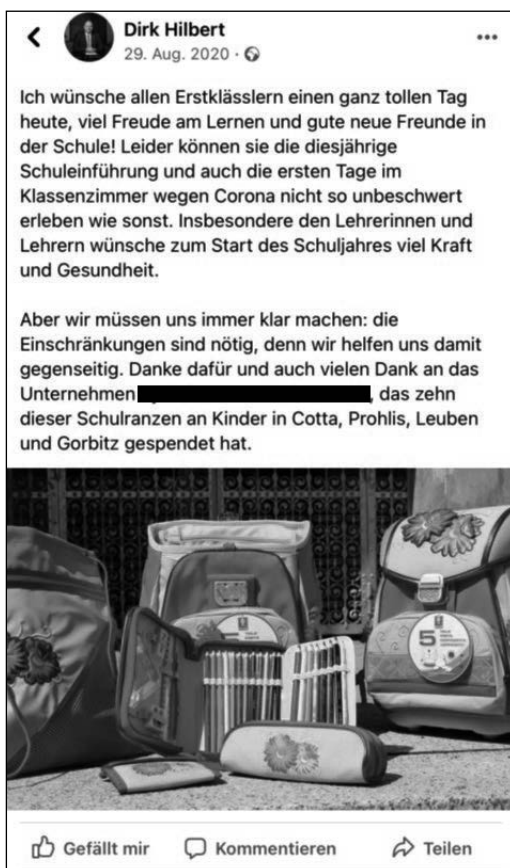 Dirk Hilbert
29. Aug. 2020 ·
Ich wünsche allen Erstklässlern einen ganz tollen Tag
heute, viel Freude am Lernen und gute neue Freunde in
der Schule! Leider können sie die diesjährige
Schuleinführung und auch die ersten Tage im
Klassenzimmer wegen Corona nicht so unbeschwert
erleben wie sonst. Insbesondere den Lehrerinnen und
Lehrern wünsche zum Start des Schuljahres viel Kraft
und Gesundheit.
Aber wir müssen uns immer klar machen: die
Einschränkungen sind nötig, denn wir helfen uns damit
gegenseitig. Danke dafür und auch vielen Dank an das
Unternehmen , das zehn
dieser Schulranzen an Kinder in Cotta, Prohlis, Leuben
und Gorbitz gespendet hat.
5
5
Gefällt mir Kommentieren Teilen